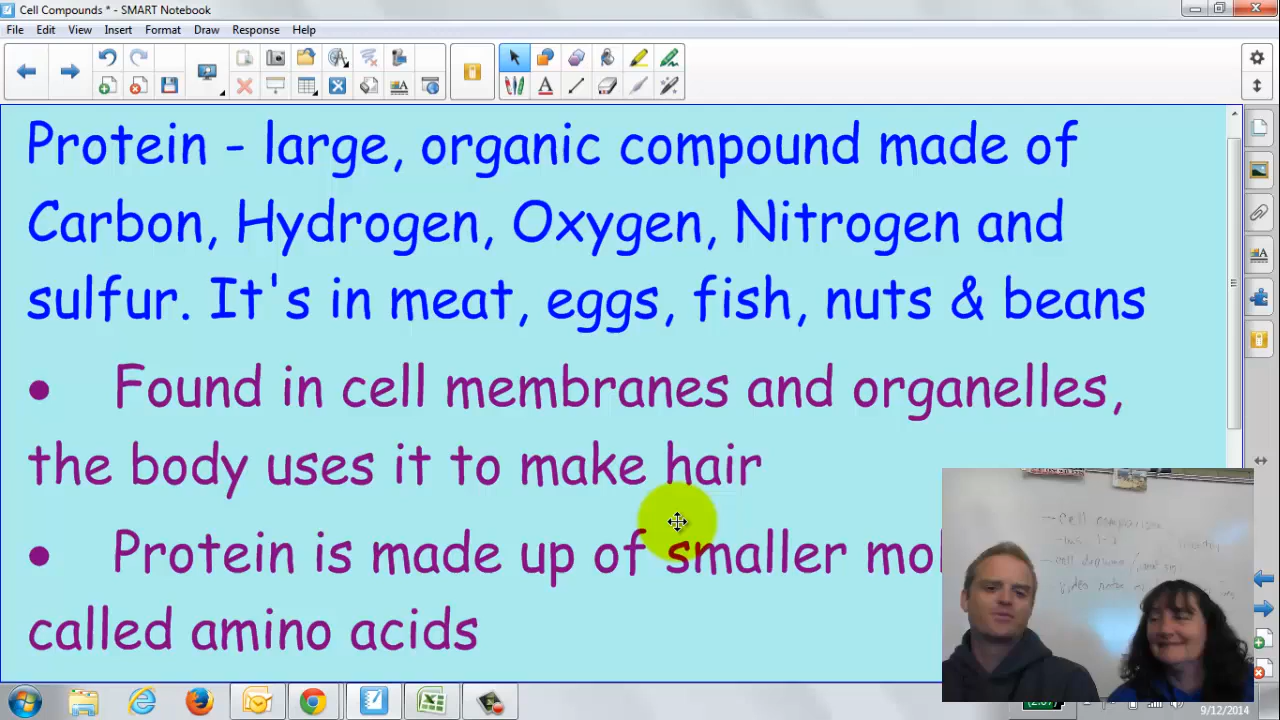 Cell Compounds * - SMART Notebook
File Edit View Insert Format Draw Response Help
Protein - large, organic compound made of
Carbon, Hydrogen, Oxygen, Nitrogen and
sulfur. It's in meat, eggs, fish, nuts & beans
• Found in cell membranes and organelles,
the body uses it to make hair
• Protein is made up of smaller
called amino acids
- Cell comparison
9/12/2014